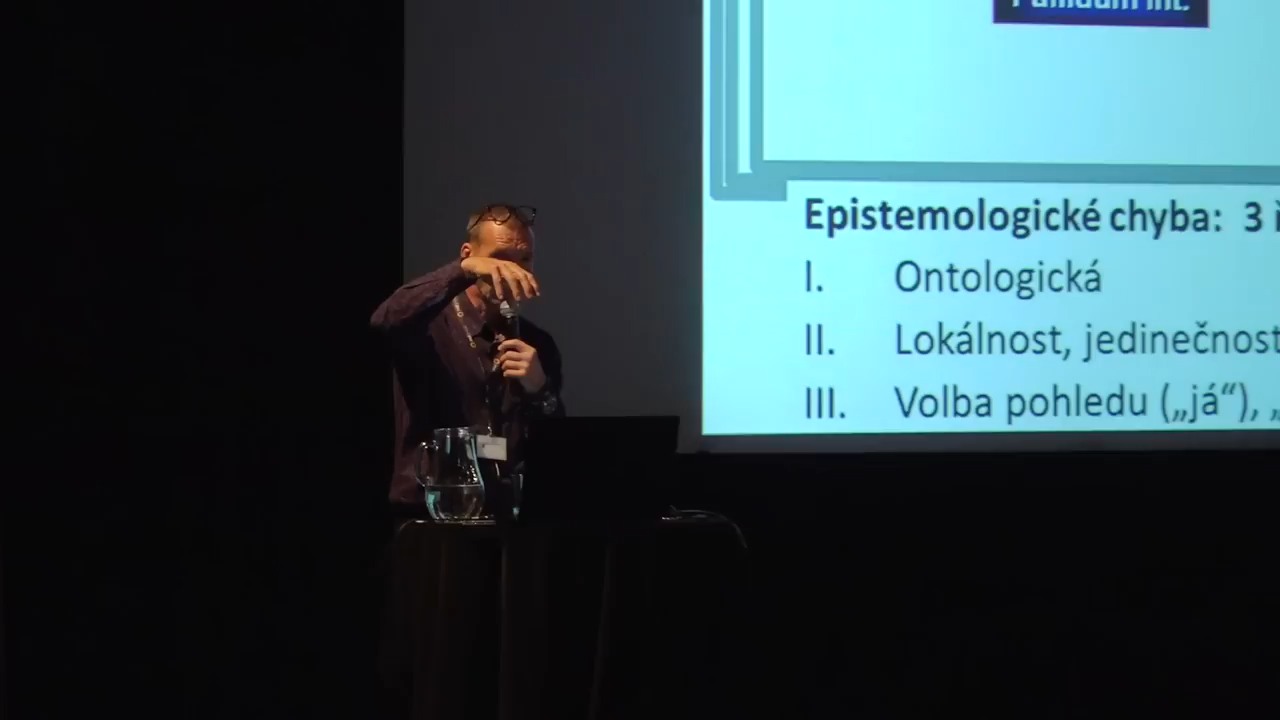 Epistemologické chyba: 3
I. Ontologická
II. Lokálnost, jedinečnost
III. Volba pohledu („já“),